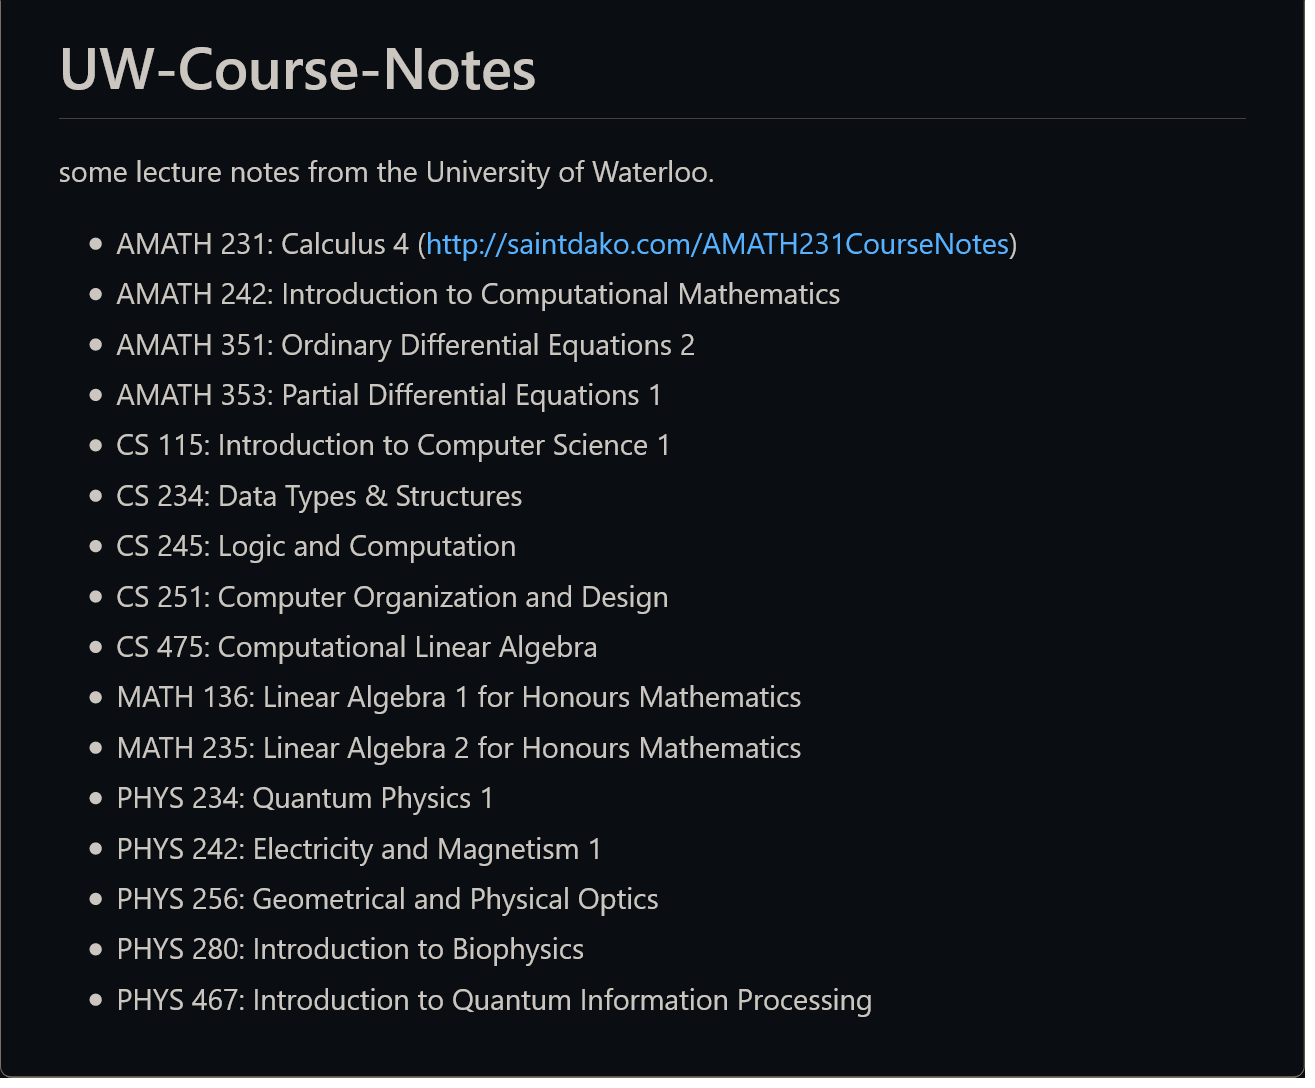 UW-Course-Notes
some lecture notes from the University of Waterloo.
AMATH 231: Calculus 4 (http://saintdako.com/AMATH231CourseNotes)
AMATH 242: Introduction to Computational Mathematics
AMATH 351: Ordinary Differential Equations 2
AMATH 353: Partial Differential Equations 1
CS 115: Introduction to Computer Science 1
CS 234: Data Types & Structures
CS 245: Logic and Computation
CS 251: Computer Organization and Design
CS 475: Computational Linear Algebra
MATH 136: Linear Algebra 1 for Honours Mathematics
MATH 235: Linear Algebra 2 for Honours Mathematics
PHYS 234: Quantum Physics 1
PHYS 242: Electricity and Magnetism 1
PHYS 256: Geometrical and Physical Optics
PHYS 280: Introduction to Biophysics
PHYS 467: Introduction to Quantum Information Processing